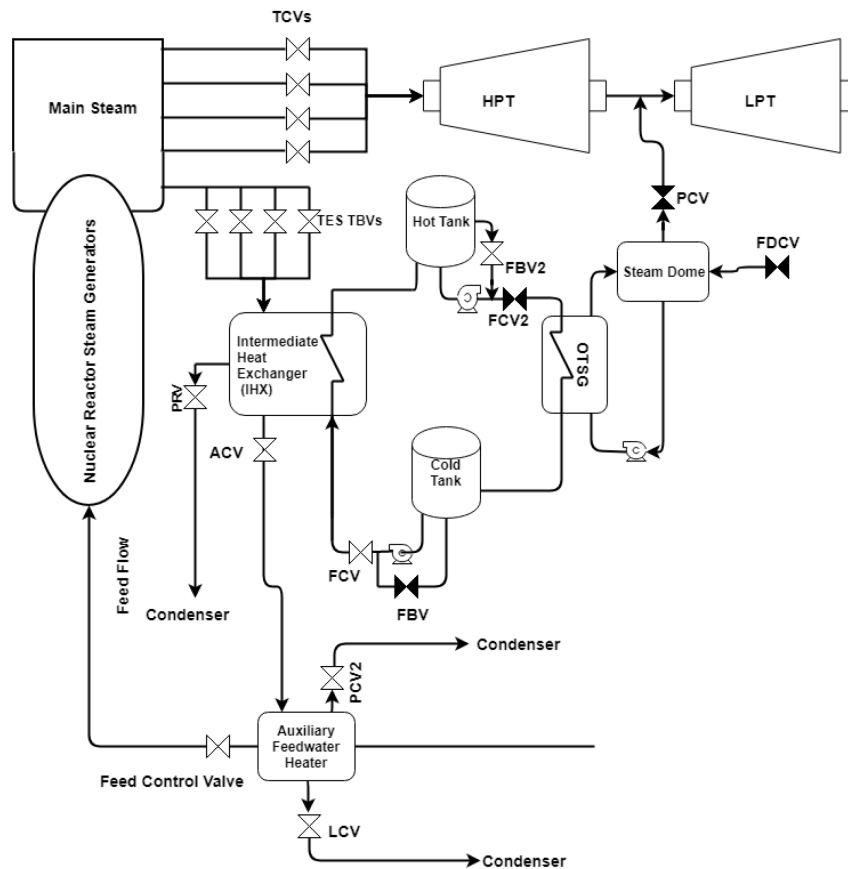 TCVs
Main Steam
HPT
LPT
PCV
TES TBVs
Hot Tank
FBV2
FCV2
Steam Dome
FDCV
Nuclear Reactor Steam Generators
Intermediate
Heat
Exchanger
(IHX)
OTSG
C
PRV
ACV
Cold
Tank
FCV
FBV
Feed Flow
Condenser
PCV2
Condenser
Auxiliary
Feedwater
Heater
Feed Control Valve
LCV
Condenser